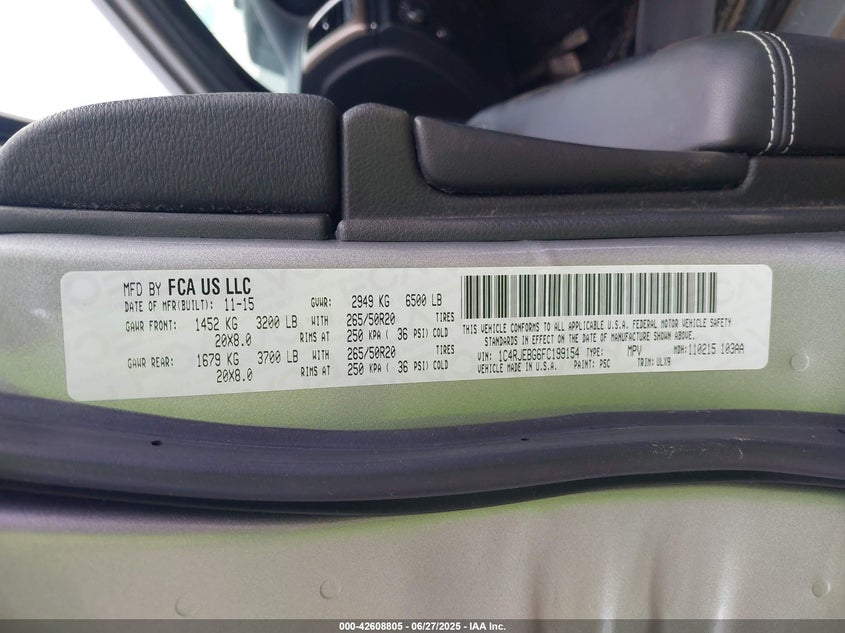 MFD BY FCA US LLC
DATE OF MFR(BUILT): 11-15 GVWR: 2949 KG 6500 LB
GAWR FRONT: 1452 KG 3200 LB WITH 265/50R20 TIRES
20X8.0 RIMS AT 250 KPA ( 36 PSI) COLD
GAWR REAR: 1679 KG 3700 LB WITH 265/50R20 TIRES
20X8.0 RIMS AT 250 KPA ( 36 PSI) COLD
THIS VEHICLE CONFORMS TO ALL APPLICABLE U.S.A. FEDERAL MOTOR VEHICLE SAFETY
STANDARDS IN EFFECT ON THE DATE OF MANUFACTURE SHOWN ABOVE.
VIN: 1C4RJEBG6FC199154 TYPE: MPV MDH: 110215 103AA
VEHICLE MADE IN U.S.A. PAINT: PSC TRIM: ULX9
000-42608805 / 06/27/2025 - IAA Inc.